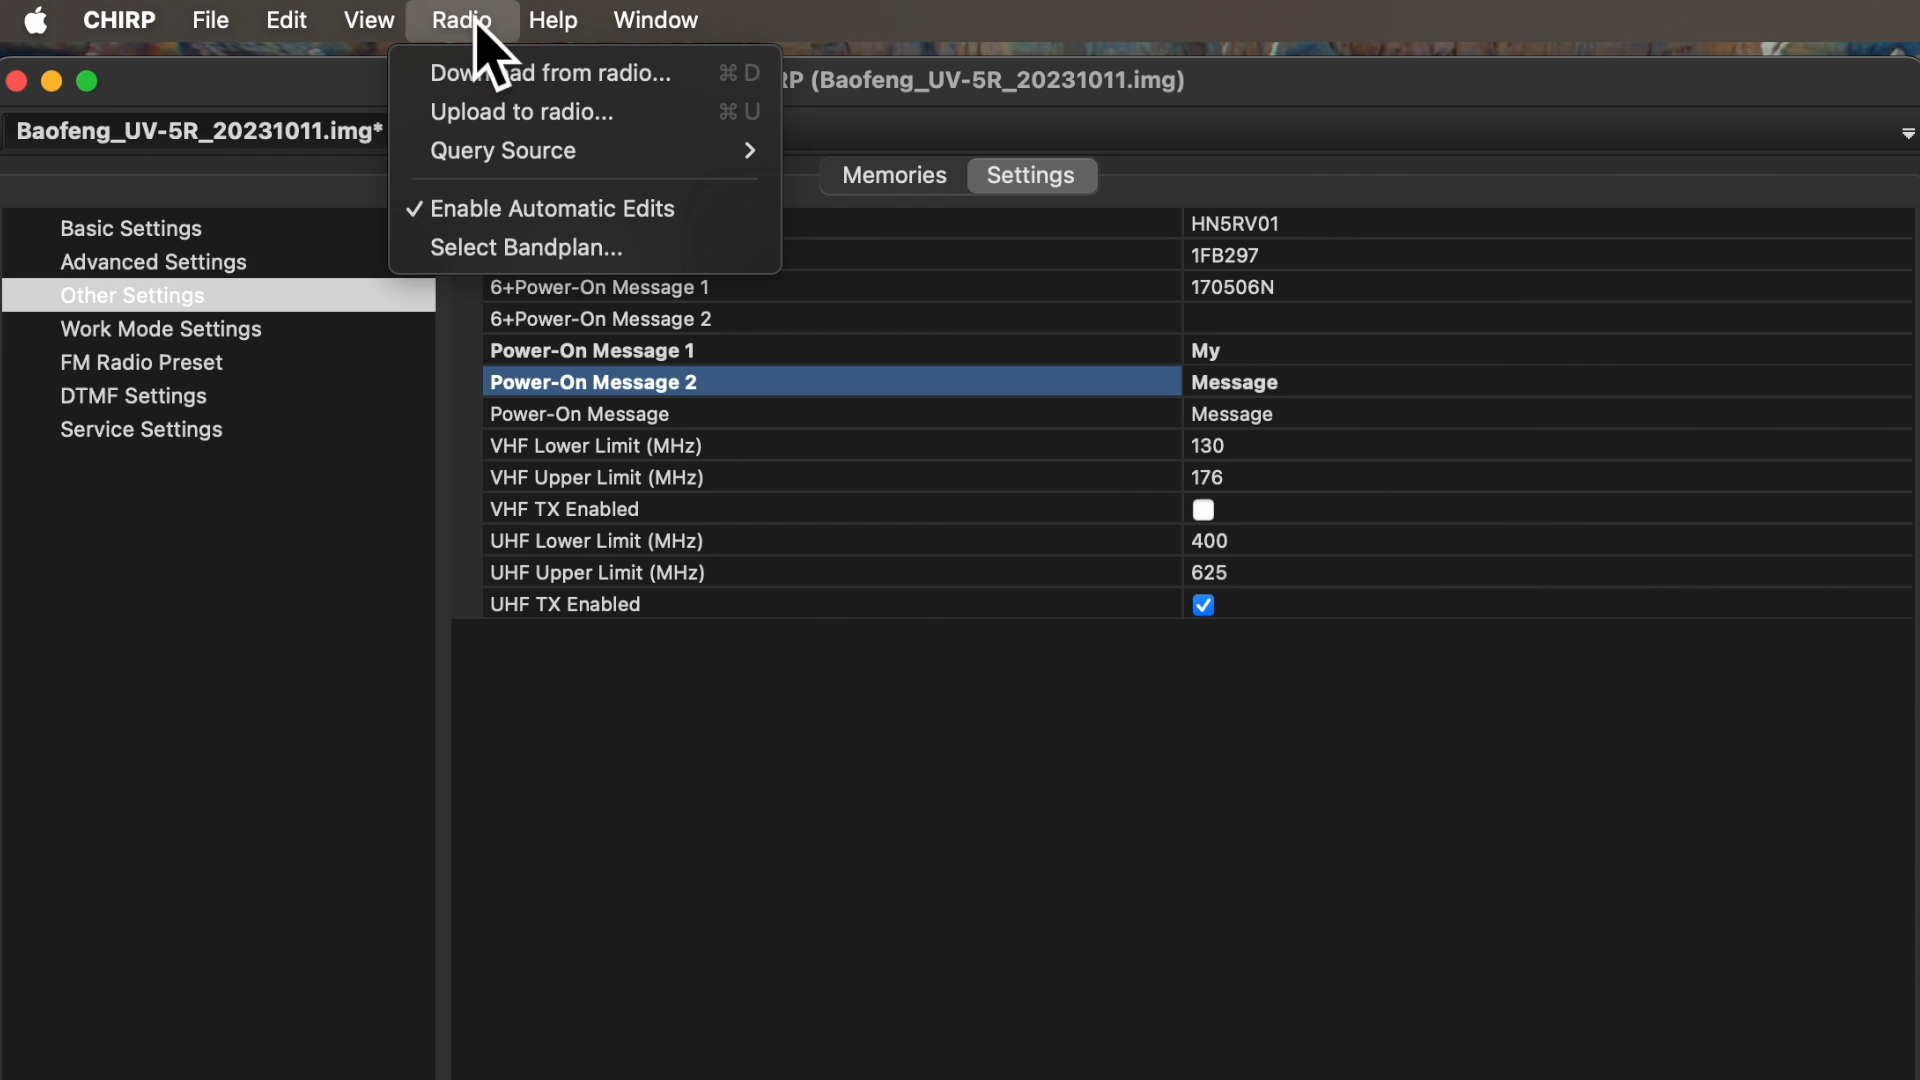 CHIRP File Edit View Radio Help Window
Download from radio... ⌘ D
RP (Baofeng_UV-5R_20231011.img)
Upload to radio... ⌘ U
Baofeng_UV-5R_20231011.img*
Query Source
Memories Settings
✓ Enable Automatic Edits
Select Bandplan...
Basic Settings
Advanced Settings
Other Settings
Work Mode Settings
FM Radio Preset
DTMF Settings
Service Settings
HN5RV01
1FB297
6+Power-On Message 1 170506N
6+Power-On Message 2
Power-On Message 1 My
Power-On Message 2 Message
Power-On Message Message
VHF Lower Limit (MHz) 130
VHF Upper Limit (MHz) 176
VHF TX Enabled
UHF Lower Limit (MHz) 400
UHF Upper Limit (MHz) 625
UHF TX Enabled